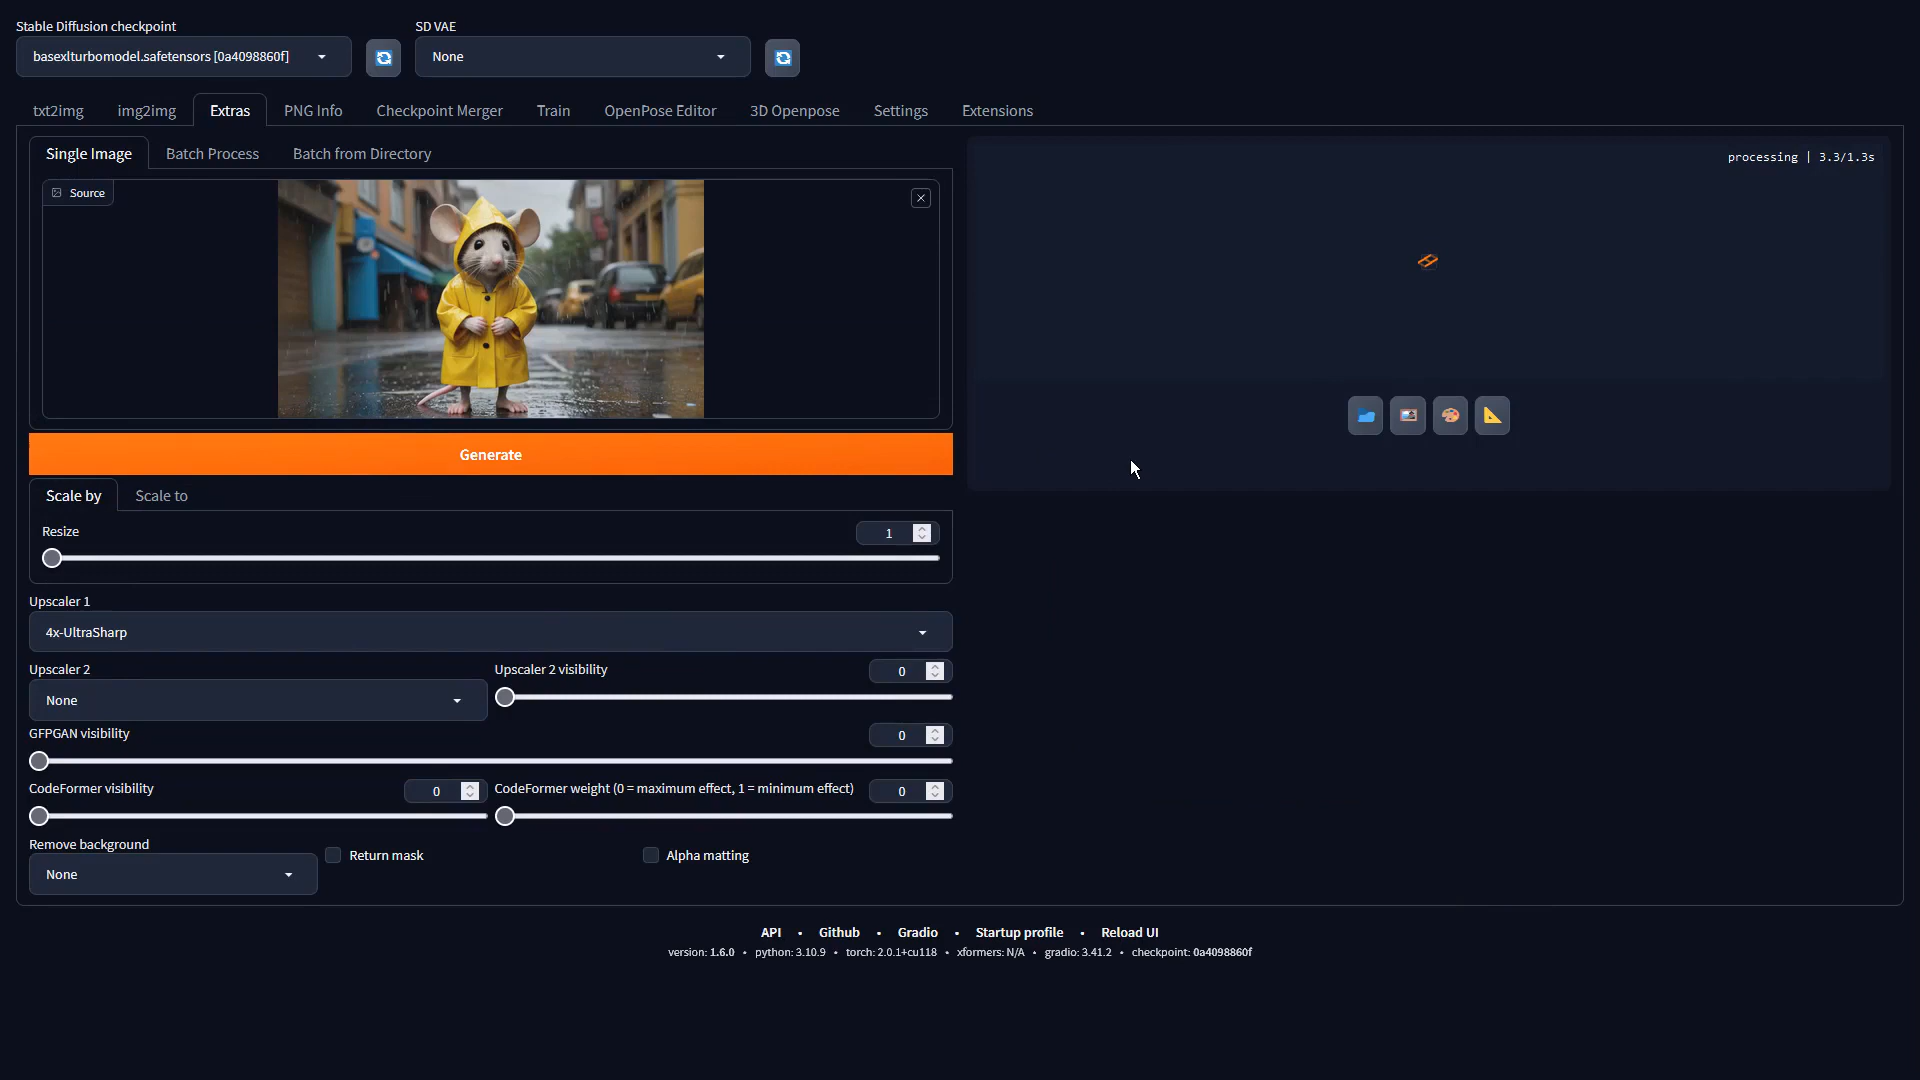 Stable Diffusion checkpoint
SD VAE
basexlturbomodel.safetensors [0a4098860f]
None
txt2img
img2img
Extras
PNG Info
Checkpoint Merger
Train
OpenPose Editor
3D Openpose
Settings
Extensions
Single Image
Batch Process
Batch from Directory
Source
processing | 3.3/1.3s
Generate
Scale by
Scale to
Resize
1
Upscaler 1
4x-UltraSharp
Upscaler 2
None
Upscaler 2 visibility
0
GFPGAN visibility
0
CodeFormer visibility
0
CodeFormer weight (0 = maximum effect, 1 = minimum effect)
0
Remove background
None
Return mask
Alpha matting
API • Github • Gradio • Startup profile • Reload UI
version: 1.6.0 • python: 3.10.9 • torch: 2.0.1+cu118 • xformers: N/A • gradio: 3.41.2 • checkpoint: 0a4098860f